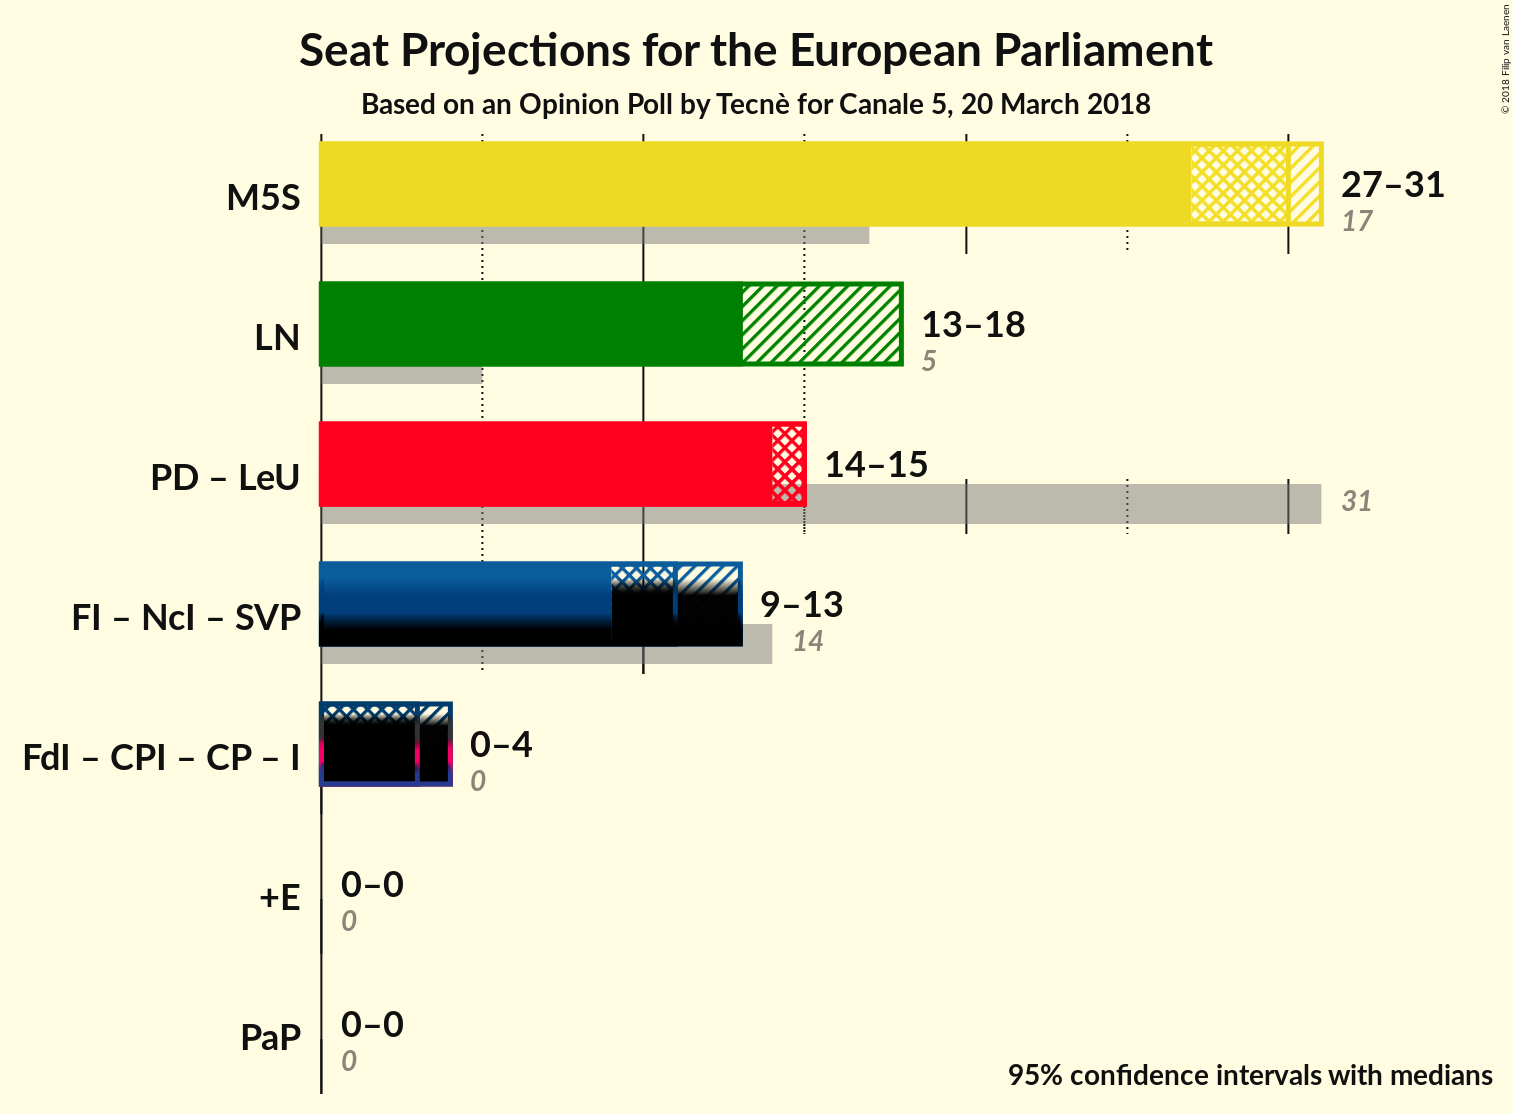 Seat Projections for the European Parliament
Based on an Opinion Poll by Tecnè for Canale 5, 20 March 2018
© 2018 Filip van Laenen
M5S
27–31
17
LN
13–18
5
PD – LeU
14–15
31
FI – NcI – SVP
9–13
14
FdI – CPI – CP – I
0–4
0
+E
0–0
0
PaP
0–0
0
95% confidence intervals with medians